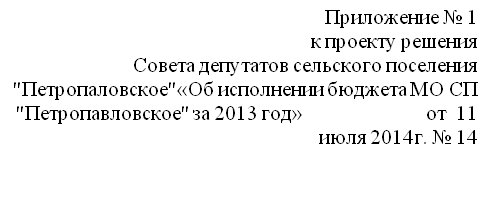 Приложение № 1
к проекту решения
Совета депутатов сельского поселения
"Петропаловское"«Об исполнении бюджета МО СП
"Петропавловское" за 2013 год» от 11
июля 2014г. № 14